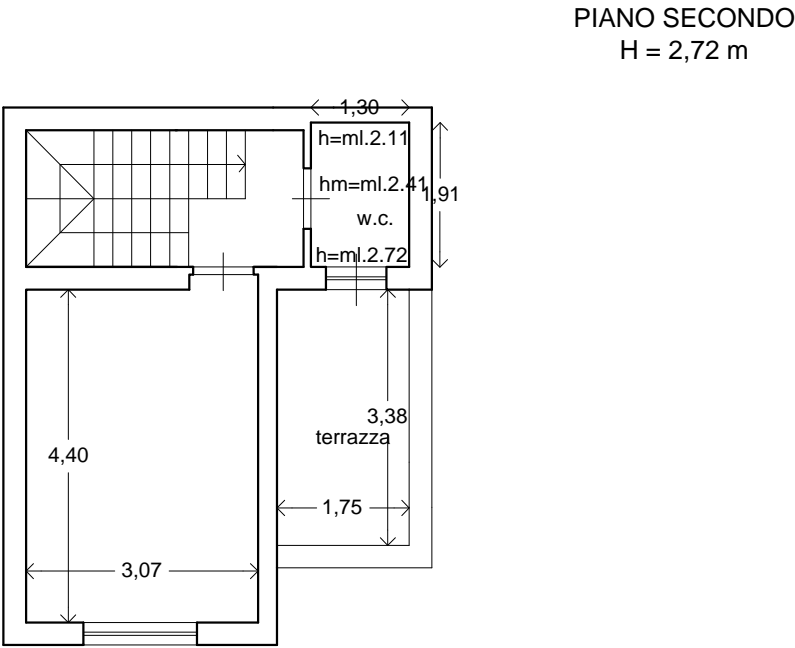 PIANO SECONDO
H = 2,72 m
1,30
h=ml.2.11
hm=ml.2.41
1,91
w.c.
h=ml.2.72
3,38
terrazza
4,40
1,75
3,07